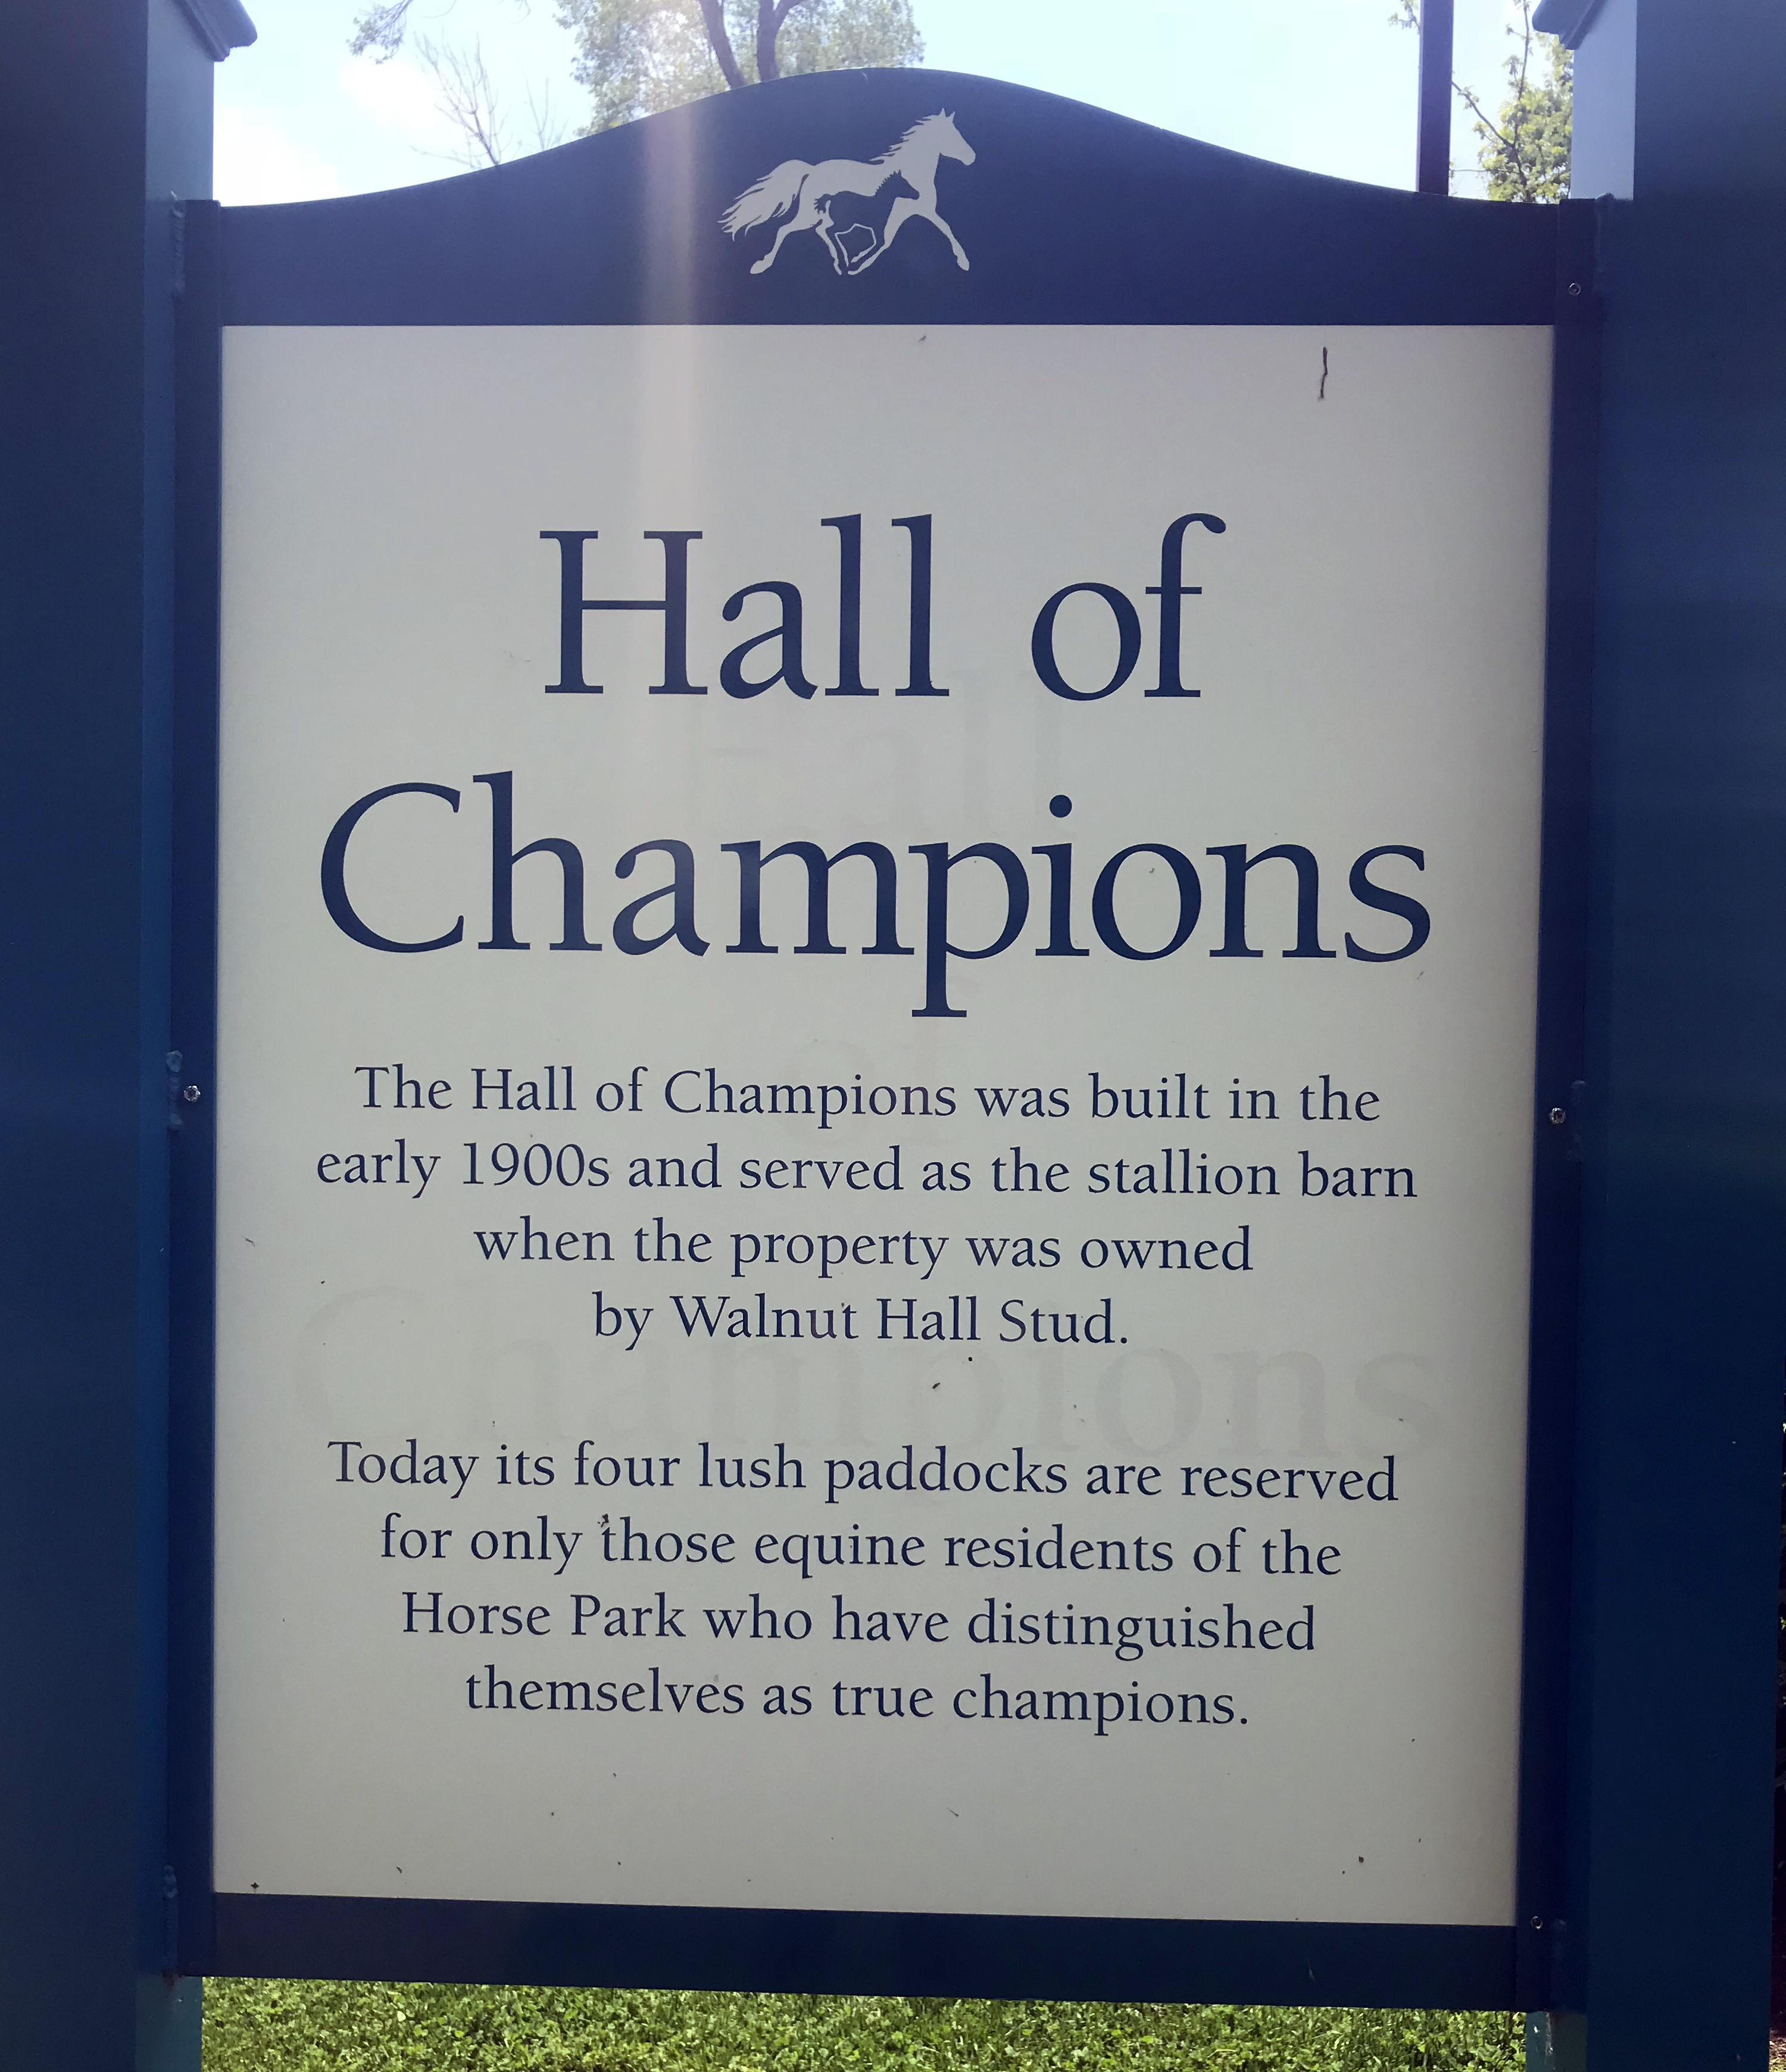 Hall of
Champions
The Hall of Champions was built in the
early 1900s and served as the stallion barn
when the property was owned
by Walnut Hall Stud.
Today its four lush paddocks are reserved
for only those equine residents of the
Horse Park who have distinguished
themselves as true champions.